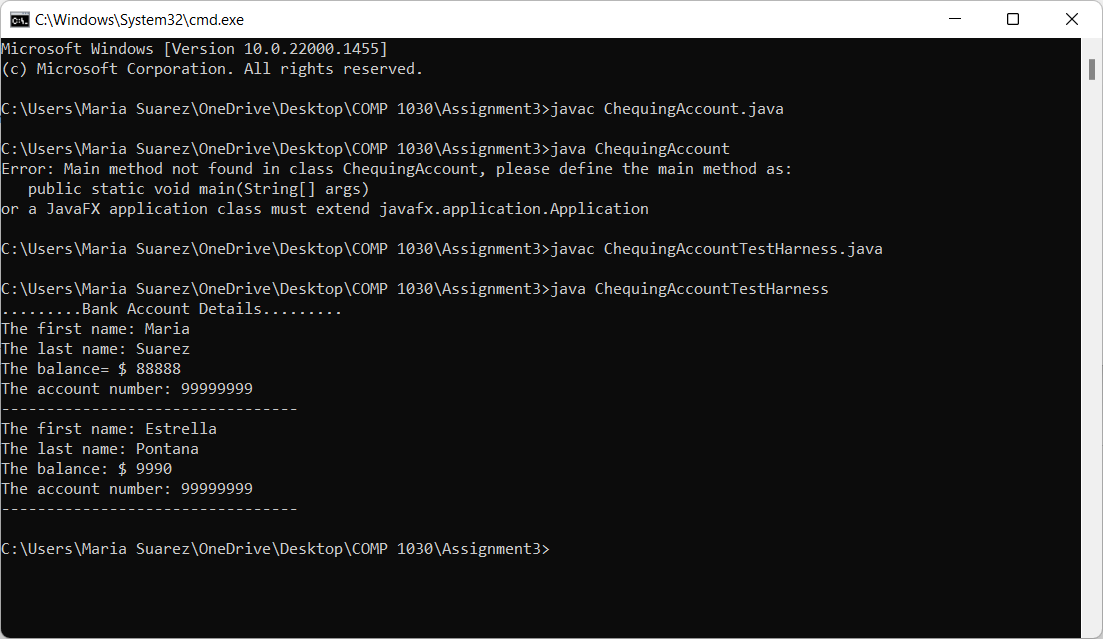 C:\Windows\System32\cmd.exe
Microsoft Windows [Version 10.0.22000.1455]
(c) Microsoft Corporation. All rights reserved.
C:\Users\Maria Suarez\OneDrive\Desktop\COMP 1030\Assignment3>javac ChequingAccount.java
C:\Users\Maria Suarez\OneDrive\Desktop\COMP 1030\Assignment3>java ChequingAccount
Error: Main method not found in class ChequingAccount, please define the main method as:
   public static void main(String[] args)
or a JavaFX application class must extend javafx.application.Application
C:\Users\Maria Suarez\OneDrive\Desktop\COMP 1030\Assignment3>javac ChequingAccountTestHarness.java
C:\Users\Maria Suarez\OneDrive\Desktop\COMP 1030\Assignment3>java ChequingAccountTestHarness
.........Bank Account Details.........
The first name: Maria
The last name: Suarez
The balance= $ 88888
The account number: 99999999
---------------------------------
The first name: Estrella
The last name: Pontana
The balance: $ 9990
The account number: 99999999
---------------------------------
C:\Users\Maria Suarez\OneDrive\Desktop\COMP 1030\Assignment3>